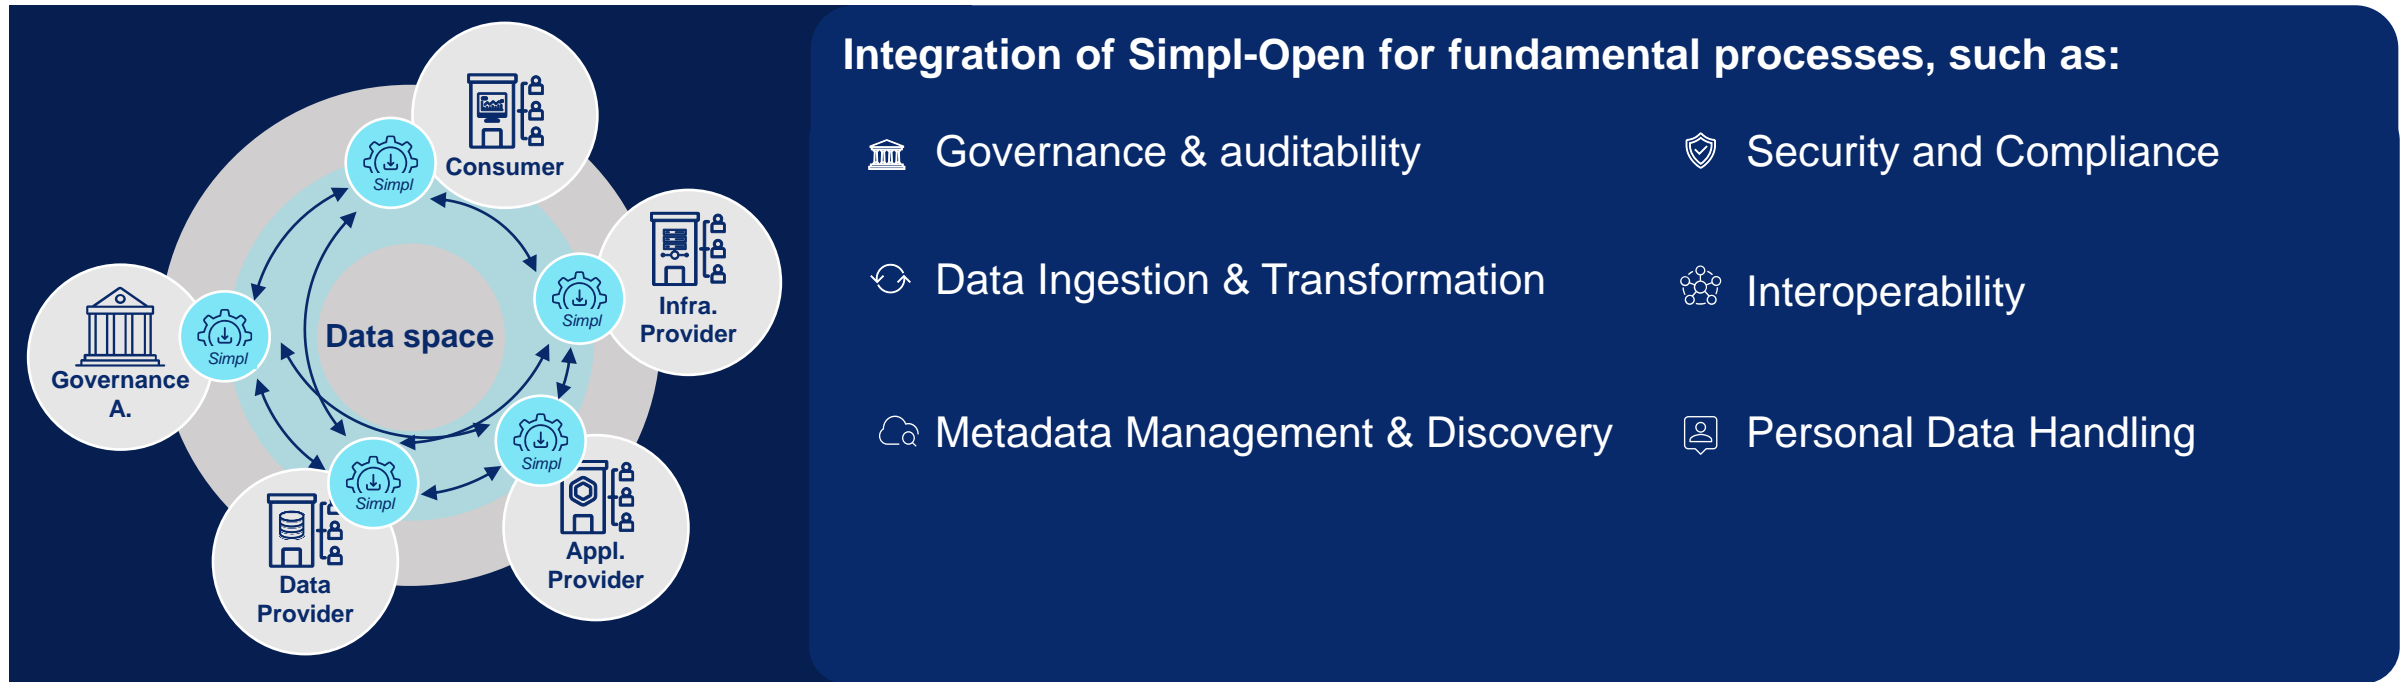 Consumer
Simpl
Infra.
Provider
Simpl
Data space
Governance
A.
Simpl
Simpl
Appl.
Provider
Simpl
Data
Provider
Integration of Simpl-Open for fundamental processes, such as:
Governance & auditability
Security and Compliance
Data Ingestion & Transformation
Interoperability
Metadata Management & Discovery
Personal Data Handling